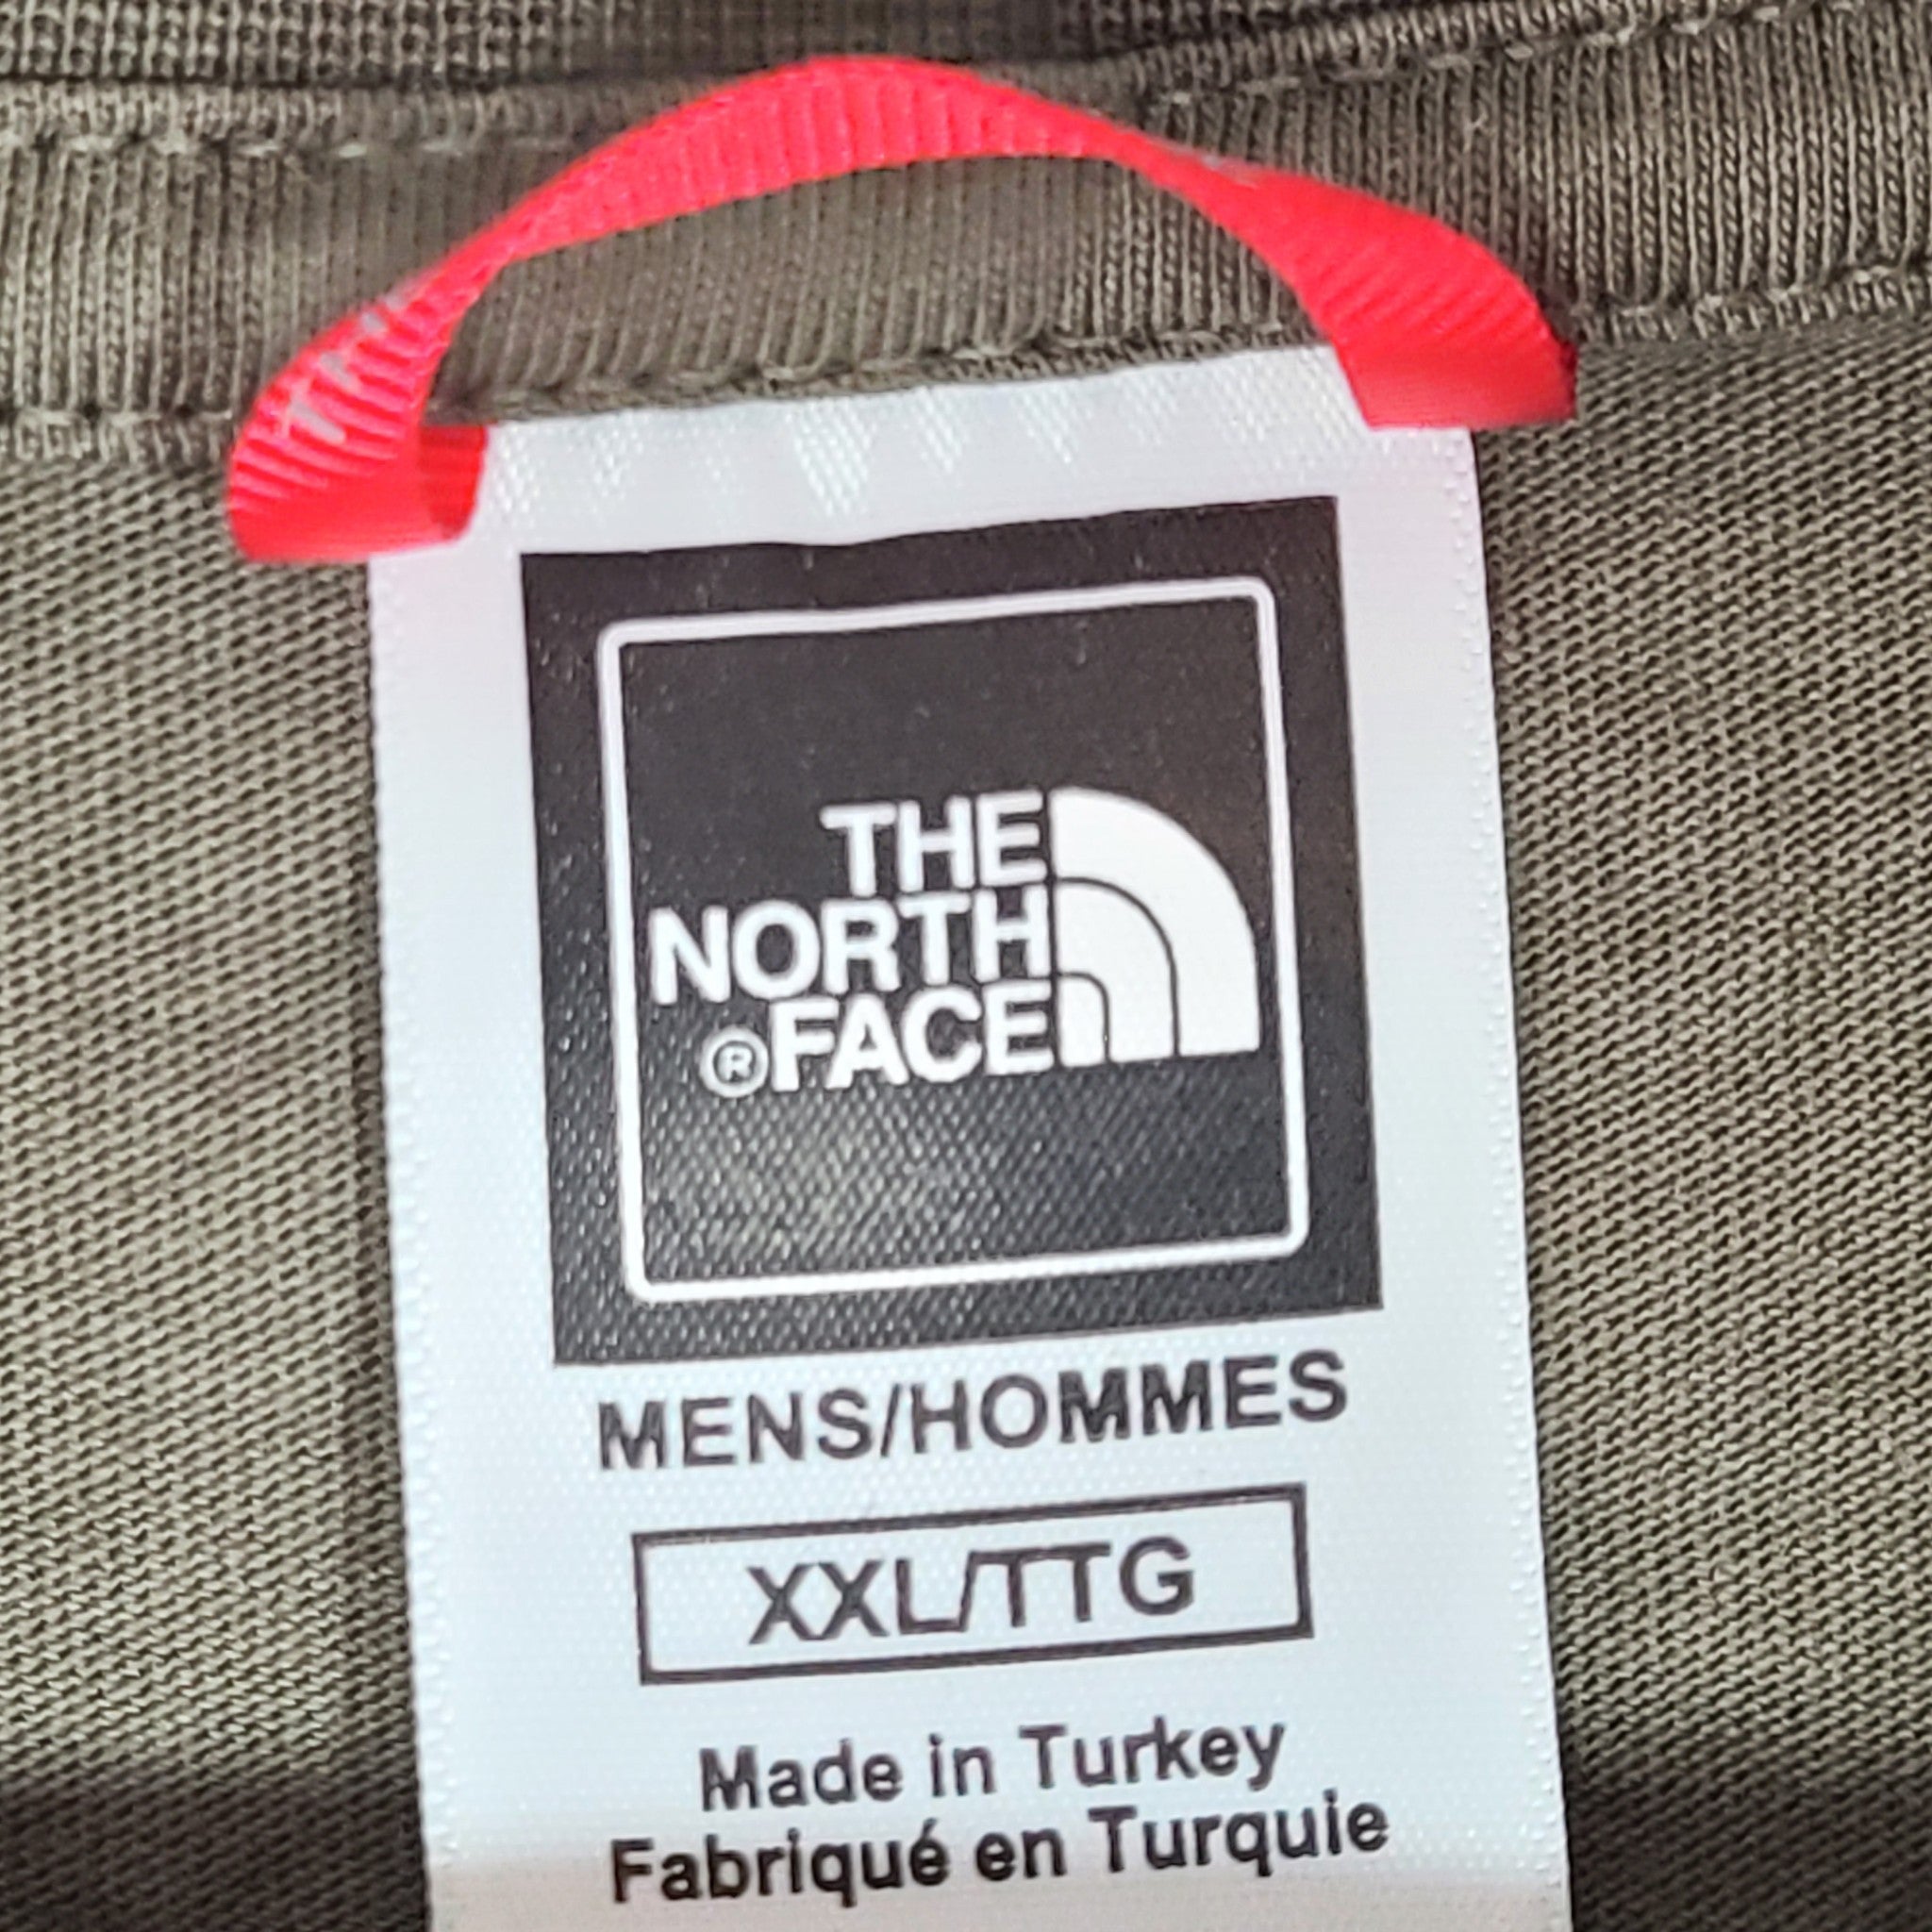 THE
NORTH
®FACE
MENS/HOMMES
XXL/TTG
Made in Turkey
Fabriqué en Turquie